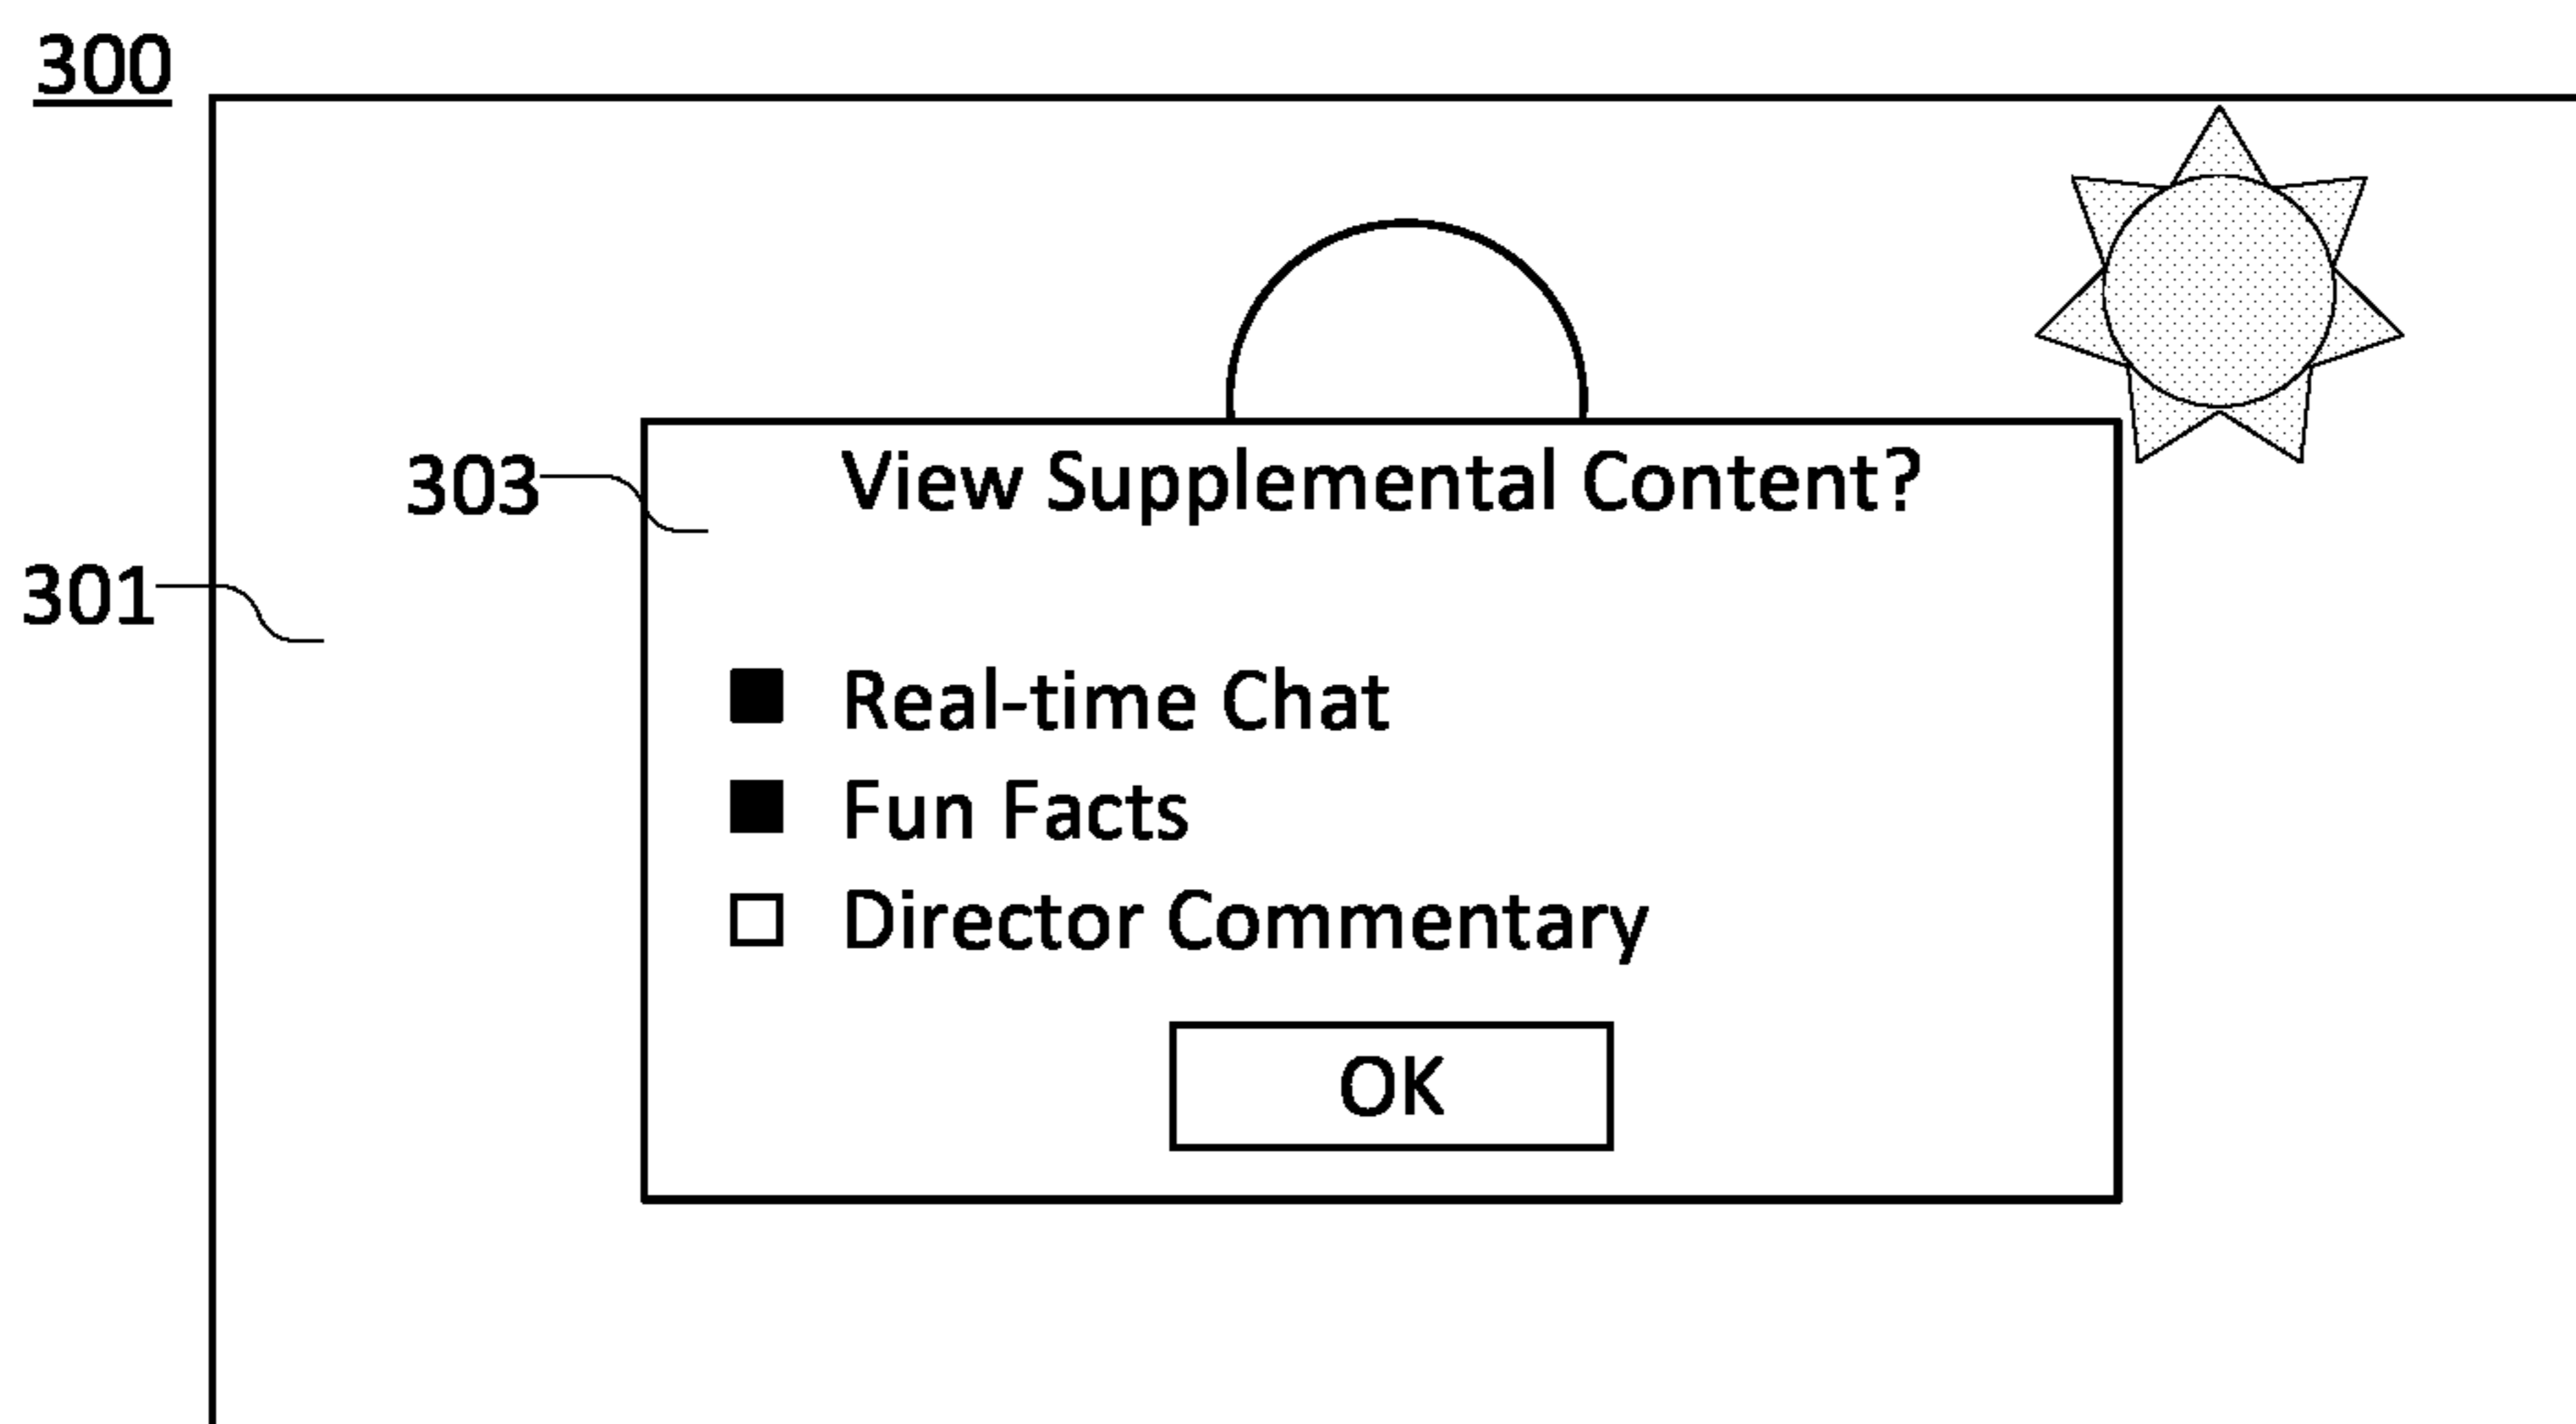 300
View Supplemental Content?
303
301
Real-time Chat
Fun Facts
Director Commentary
OK